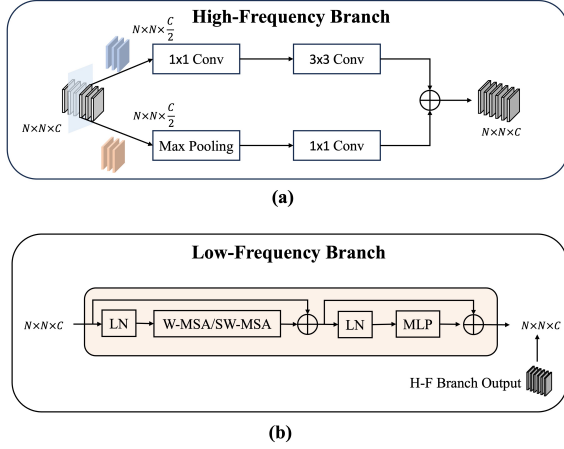 High-Frequency Branch
N×N×C/2
1x1 Conv
3x3 Conv
N×N×C
N×N×C/2
Max Pooling
1x1 Conv
N×N×C
(a)
Low-Frequency Branch
N×N×C
LN
W-MSA/SW-MSA
LN
MLP
N×N×C
H-F Branch Output
(b)